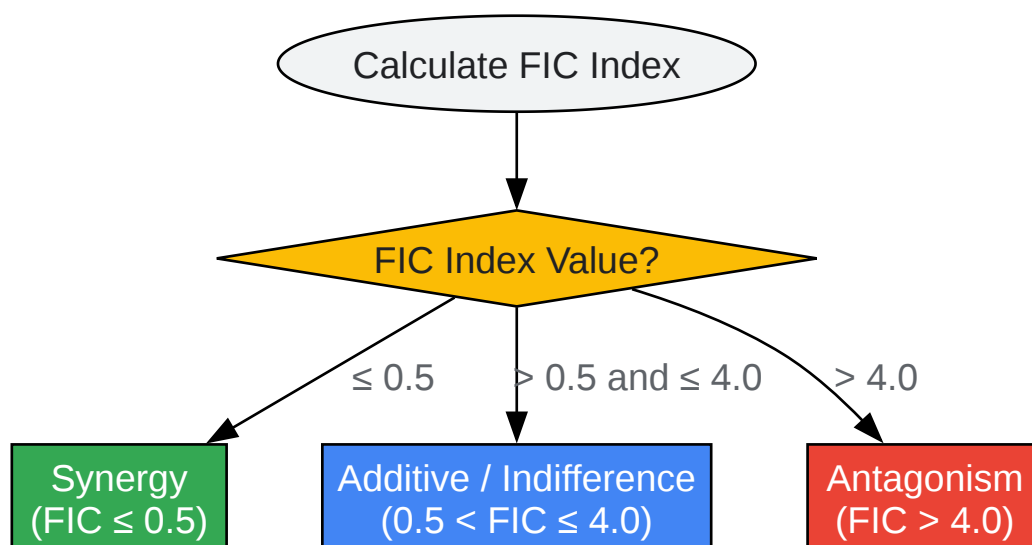 Calculate FIC Index
FIC Index Value?
≤ 0.5
> 0.5 and ≤ 4.0
> 4.0
Synergy
(FIC ≤ 0.5)
Additive / Indifference
(0.5 < FIC ≤ 4.0)
Antagonism
(FIC > 4.0)